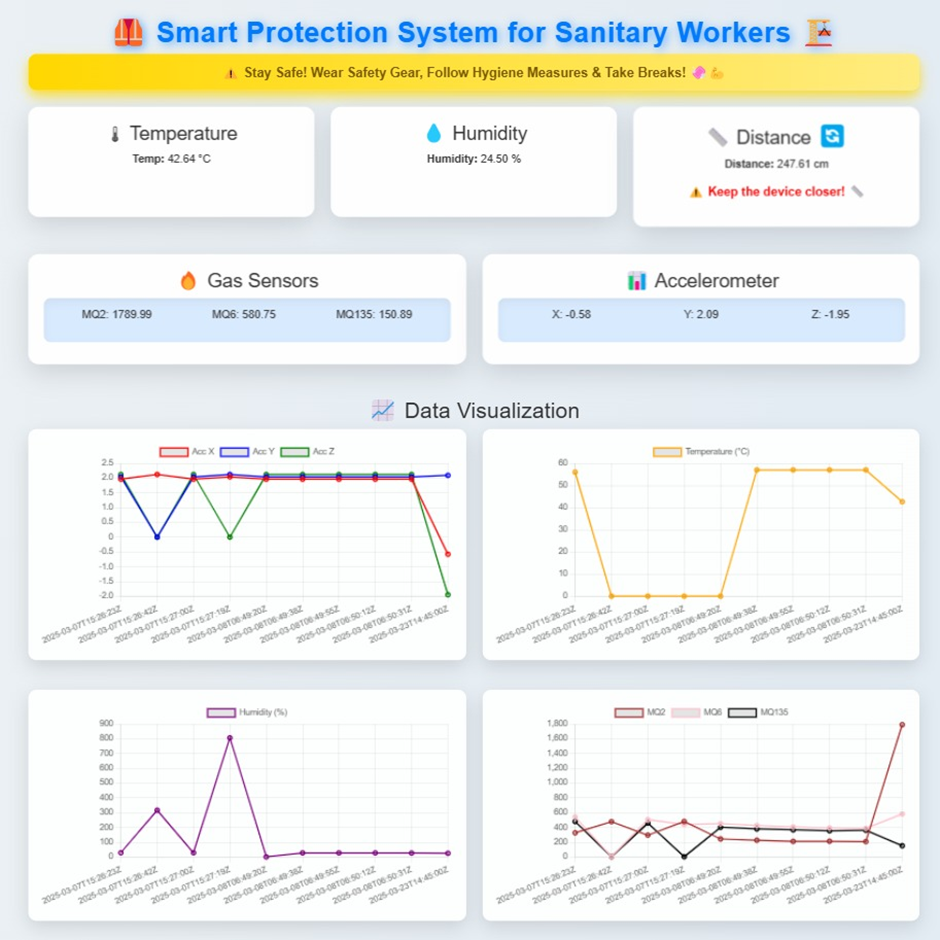 Smart Protection System for Sanitary Workers
Stay Safe! Wear Safety Gear, Follow Hygiene Measures & Take Breaks!
Temperature
Temp: 42.64 °C
Humidity
Humidity: 24.50 %
Distance
Distance: 247.61 cm
Keep the device closer!
Gas Sensors
MQ2: 1789.99 MQ6: 580.75 MQ135: 150.89
Accelerometer
X: -0.58 Y: 2.09 Z: -1.95
Data Visualization
Acc X Acc Y Acc Z
2.5
2.0
1.5
1.0
0.5
0
-0.5
-1.0
-1.5
-2.0
2025-03-07T15:26:23Z
2025-03-07T15:26:42Z
2025-03-07T15:27:00Z
2025-03-07T15:27:19Z
2025-03-08T06:49:20Z
2025-03-08T06:49:38Z
2025-03-08T06:49:55Z
2025-03-08T06:50:12Z
2025-03-08T06:50:31Z
2025-03-23T14:45:00Z
Temperature (°C)
60
50
40
30
20
10
0
2025-03-07T15:26:23Z
2025-03-07T15:26:42Z
2025-03-07T15:27:00Z
2025-03-07T15:27:19Z
2025-03-08T06:49:20Z
2025-03-08T06:49:38Z
2025-03-08T06:49:55Z
2025-03-08T06:50:12Z
2025-03-08T06:50:31Z
2025-03-23T14:45:00Z
Humidity (%)
900
800
700
600
500
400
300
200
100
0
2025-03-07T15:26:23Z
2025-03-07T15:26:42Z
2025-03-07T15:27:00Z
2025-03-07T15:27:19Z
2025-03-08T06:49:20Z
2025-03-08T06:49:38Z
2025-03-08T06:49:55Z
2025-03-08T06:50:12Z
2025-03-08T06:50:31Z
2025-03-23T14:45:00Z
MQ2 MQ6 MQ135
1,800
1,600
1,400
1,200
1,000
800
600
400
200
0
2025-03-07T15:26:23Z
2025-03-07T15:26:42Z
2025-03-07T15:27:00Z
2025-03-07T15:27:19Z
2025-03-08T06:49:20Z
2025-03-08T06:49:38Z
2025-03-08T06:49:55Z
2025-03-08T06:50:12Z
2025-03-08T06:50:31Z
2025-03-23T14:45:00Z